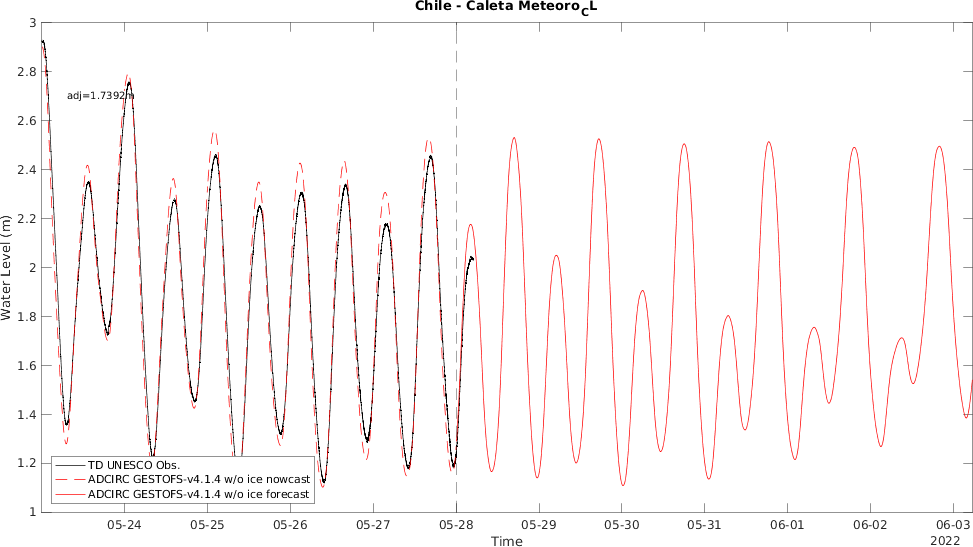 Chile - Caleta Meteoro_CL
3
2.8
adj=1.7392m
2.6
2.4
2.2
2
1.8
1.6
1.4
1.2
1
Water Level (m)
TD UNESCO Obs.
ADCIRC GESTOFS-v4.1.4 w/o ice nowcast
ADCIRC GESTOFS-v4.1.4 w/o ice forecast
05-24 05-25 05-26 05-27 05-28 05-29 05-30 05-31 06-01 06-02 06-03
Time
2022